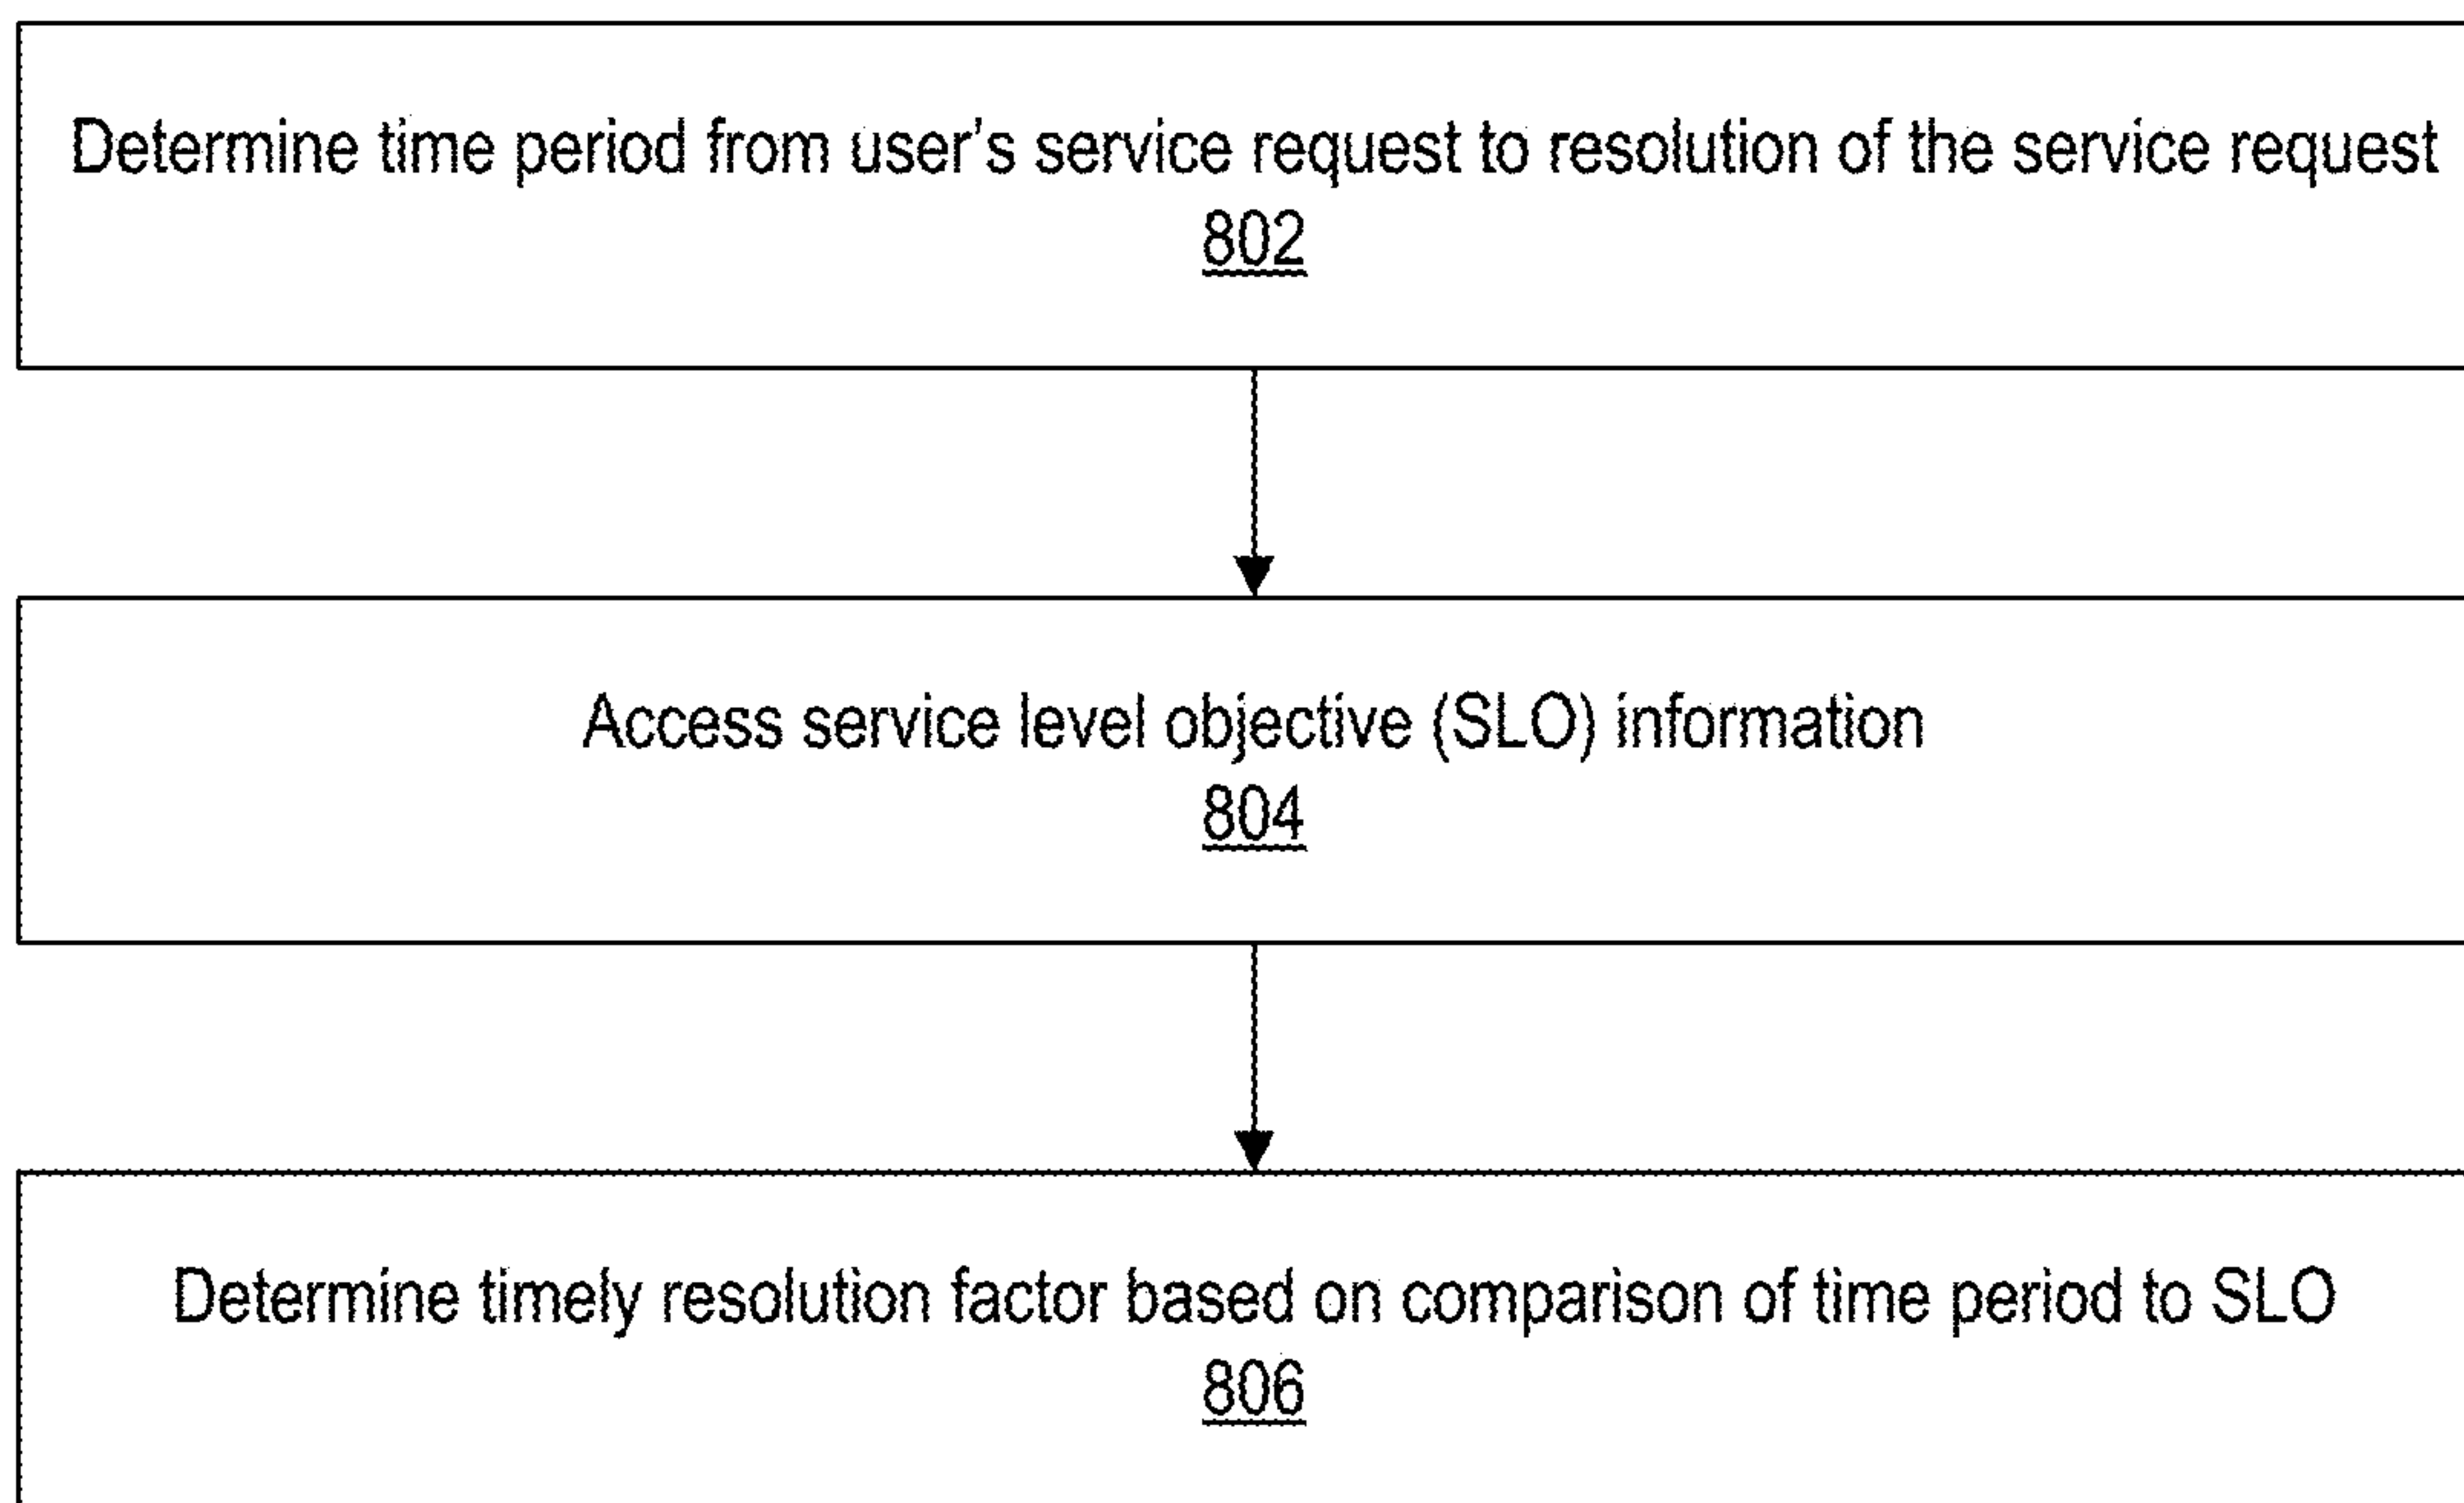 Determine time period from user's service request to resolution of the service request
802
Access service level objective (SLO) information
804
Determine timely resolution factor based on comparison of time period to SLO
806